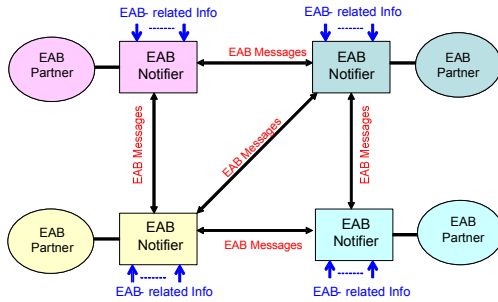 EAB- related Info
EAB- related Info
EAB
Partner
EAB
Notifier
EAB Messages
EAB
Notifier
EAB
Partner
EAB Messages
EAB Messages
EAB Messages
EAB
Partner
EAB
Notifier
EAB Messages
EAB
Notifier
EAB
Partner
EAB- related Info
EAB- related Info